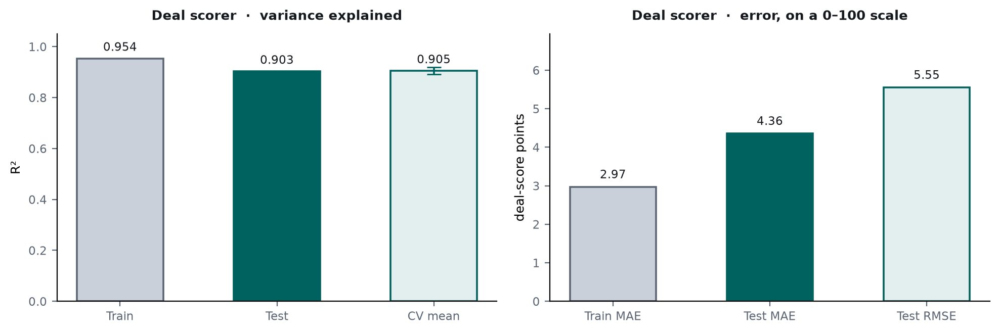 Deal scorer · variance explained
R²
1.0
0.8
0.6
0.4
0.2
0.0
0.954
0.903
0.905
Train
Test
CV mean
Deal scorer · error, on a 0–100 scale
deal-score points
6
5
4
3
2
1
0
2.97
4.36
5.55
Train MAE
Test MAE
Test RMSE